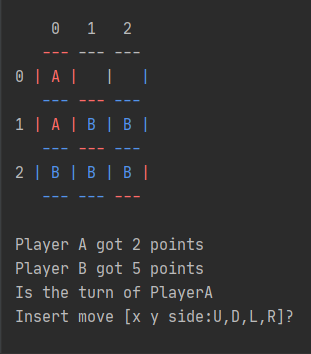 0 1 2
--- --- ---
0 | A |   |   |
--- --- ---
1 | A | B | B |
--- --- ---
2 | B | B | B |
--- --- ---
Player A got 2 points
Player B got 5 points
Is the turn of PlayerA
Insert move [x y side:U,D,L,R]?